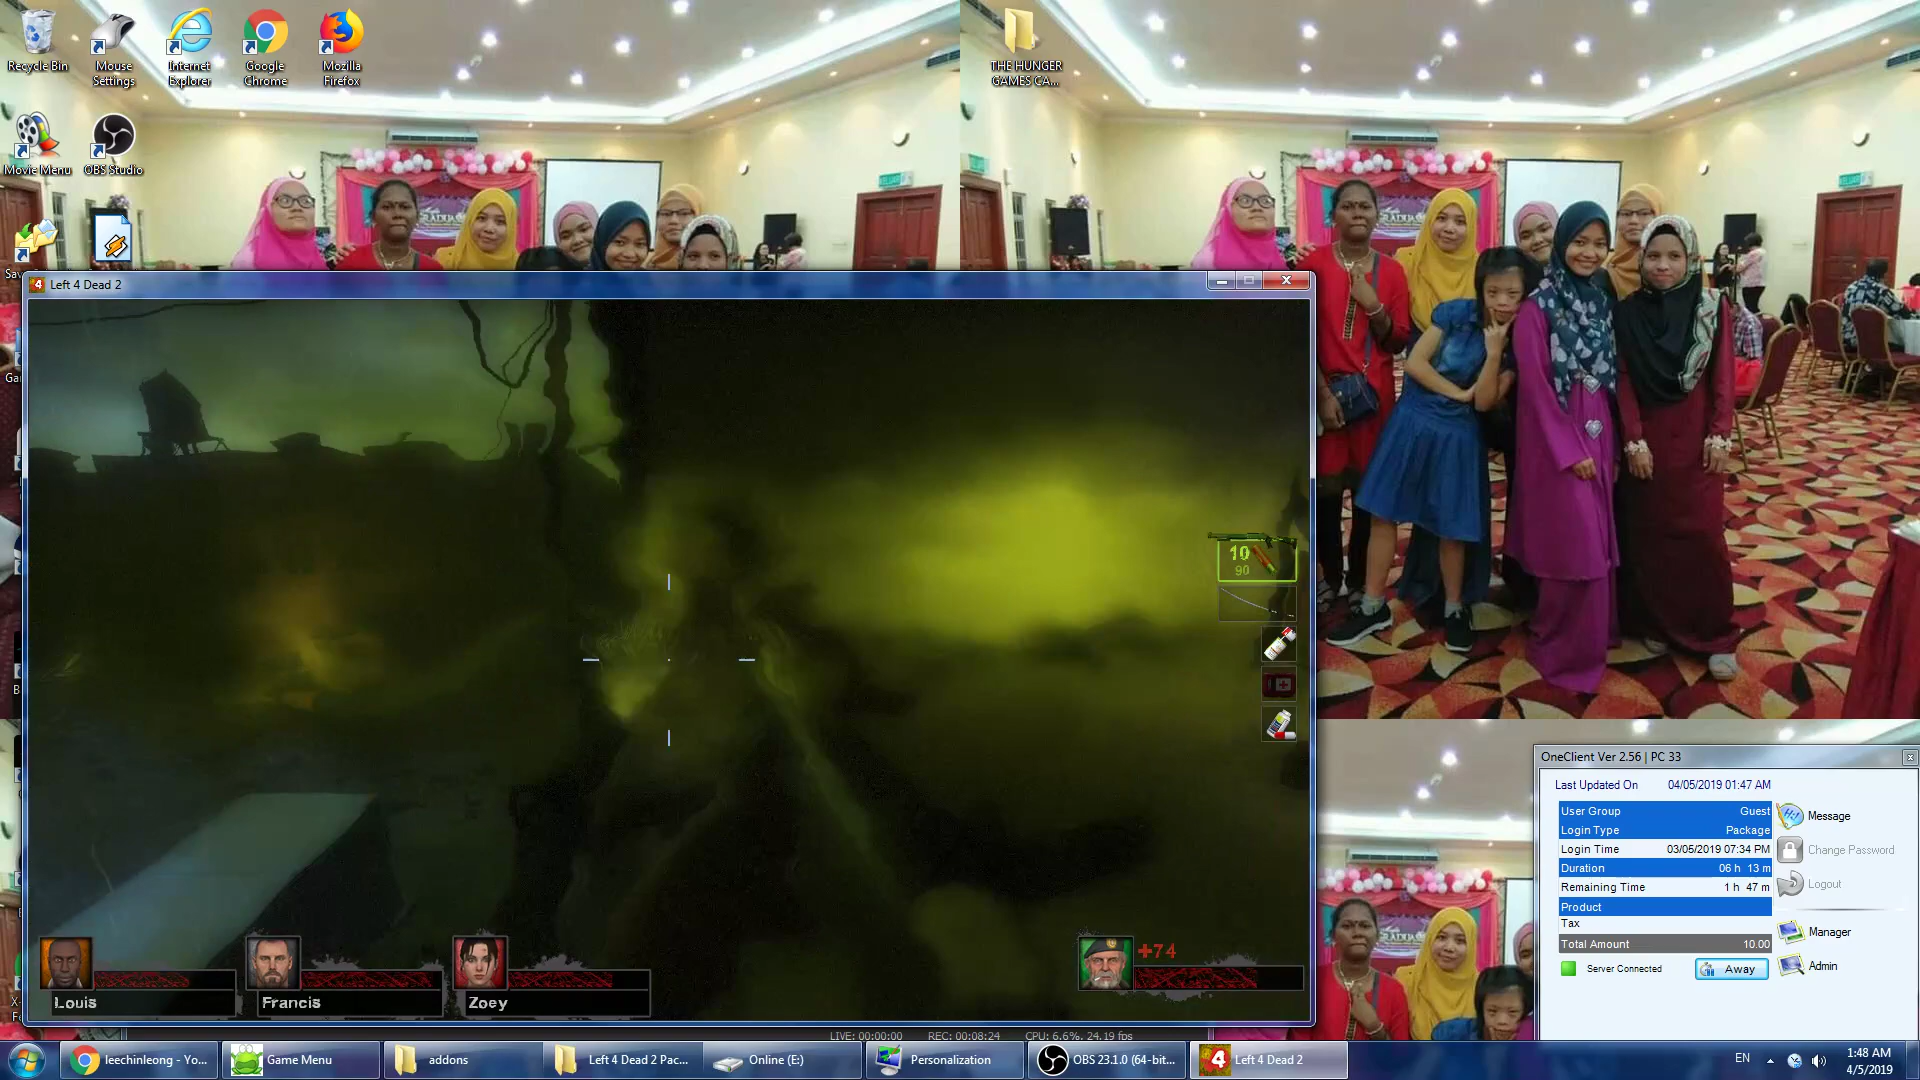 Recycle Bin
Mouse
Settings
Internet
Explorer
Google
Chrome
Mozilla
Firefox
THE HUNGER
GAMES CA...
Movie Menu
OBS Studio
KELUAR
KELUAR
Left 4 Dead 2
10
90
+74
Louis
Francis
Zoey
OneClient Ver 2.56 | PC 33
Last Updated On 04/05/2019 01:47 AM
User Group Guest
Login Type Package
Login Time 03/05/2019 07:34 PM
Duration 06 h 13 m
Remaining Time 1 h 47 m
Product
Tax
Total Amount 10.00
Server Connected
Away
Message
Change Password
Logout
Manager
Admin
LIVE: 00:00:00 REC: 00:08:24 CPU: 6.6%, 24.19 fps
leechinleong - Yo...
Game Menu
addons
Left 4 Dead 2 Pac...
Online (E:)
Personalization
OBS 23.1.0 (64-bit...
Left 4 Dead 2
EN
1:48 AM
4/5/2019